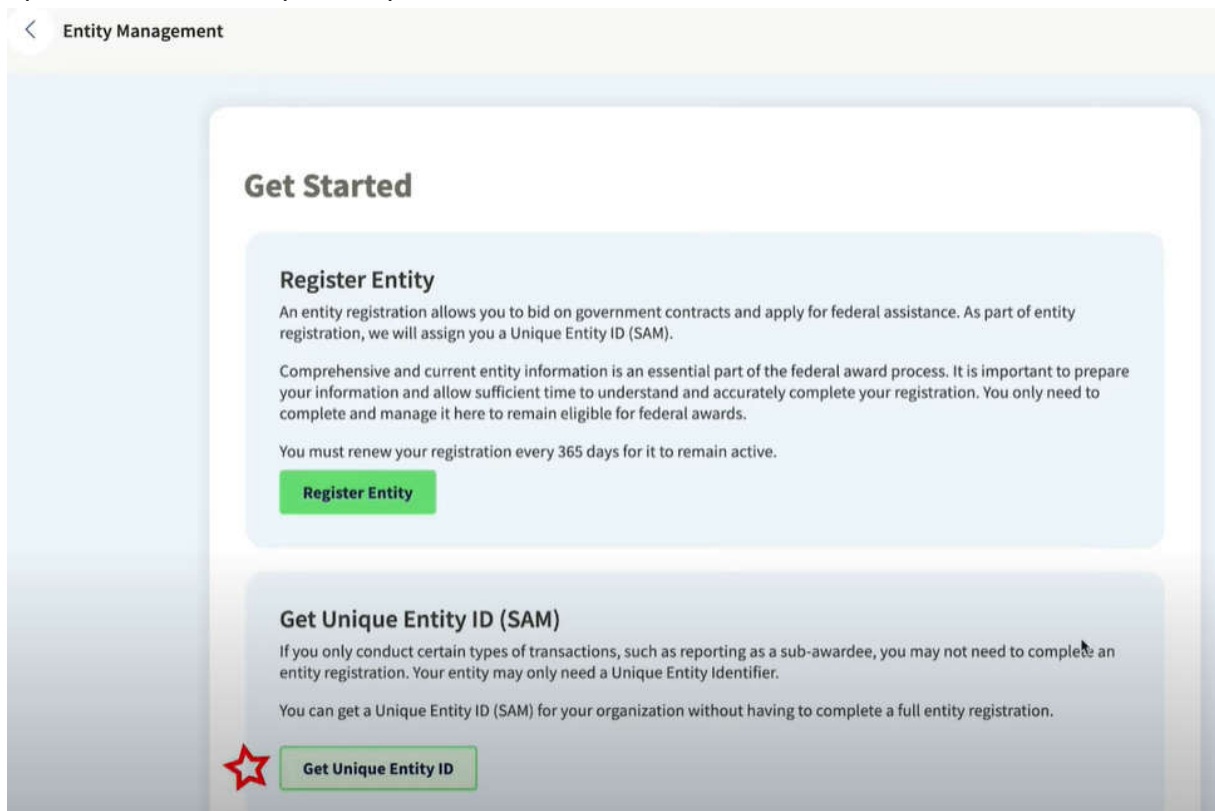 Entity Management
Get Started
Register Entity
An entity registration allows you to bid on government contracts and apply for federal assistance. As part of entity
registration, we will assign you a Unique Entity ID (SAM).
Comprehensive and current entity information is an essential part of the federal award process. It is important to prepare
your information and allow sufficient time to understand and accurately complete your registration. You only need to
complete and manage it here to remain eligible for federal awards.
You must renew your registration every 365 days for it to remain active.
Register Entity
Get Unique Entity ID (SAM)
If you only conduct certain types of transactions, such as reporting as a sub-awardee, you may not need to complete an
entity registration. Your entity may only need a Unique Entity Identifier.
You can get a Unique Entity ID (SAM) for your organization without having to complete a full entity registration.
Get Unique Entity ID